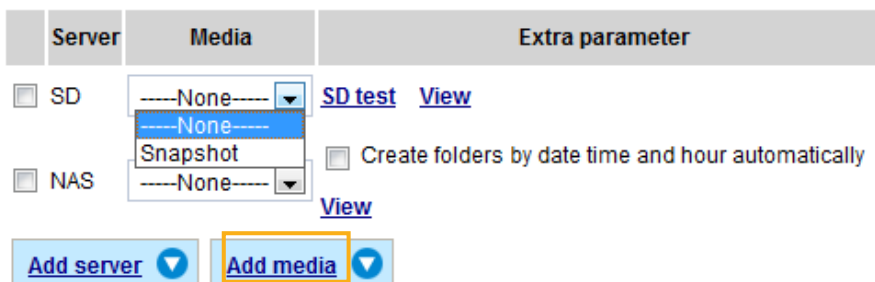 Server Media Extra parameter
SD -----None----- SD test View
-----None-----
Snapshot
Create folders by date time and hour automatically
NAS -----None-----
View
Add server Add media